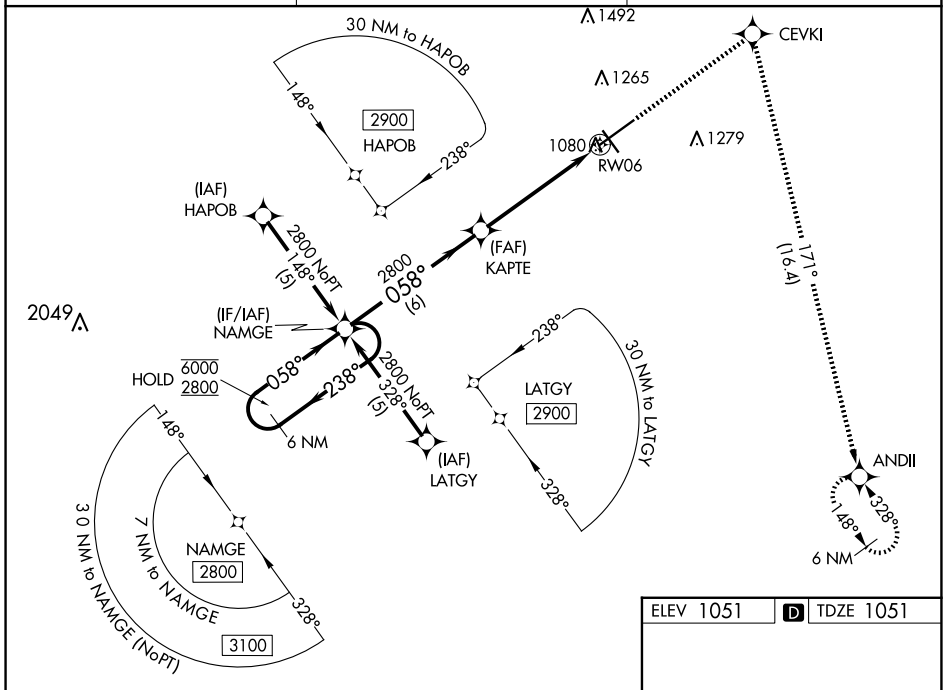 1492
CEVKI
30 NM to HAPOB
148°
1265
2900
HAPOB
238°
1080
RW06
1279
(IAF)
HAPOB
2800 NoPT
148°
(5)
(FAF)
KAPTE
2800
058°
(6)
171°
(16.4)
2049
(IF/IAF)
NAMGE
HOLD
6000
2800
058°
238°
6 NM
2800 NoPT
328°
(5)
(IAF)
LATGY
238°
LATGY
2900
30 NM to LATGY
328°
ANDII
148°
328°
6 NM
148°
NAMGE
2800
7 NM to NAMGE
328°
3100
30 NM to NAMGE (NoPT)
ELEV 1051 D TDZE 1051